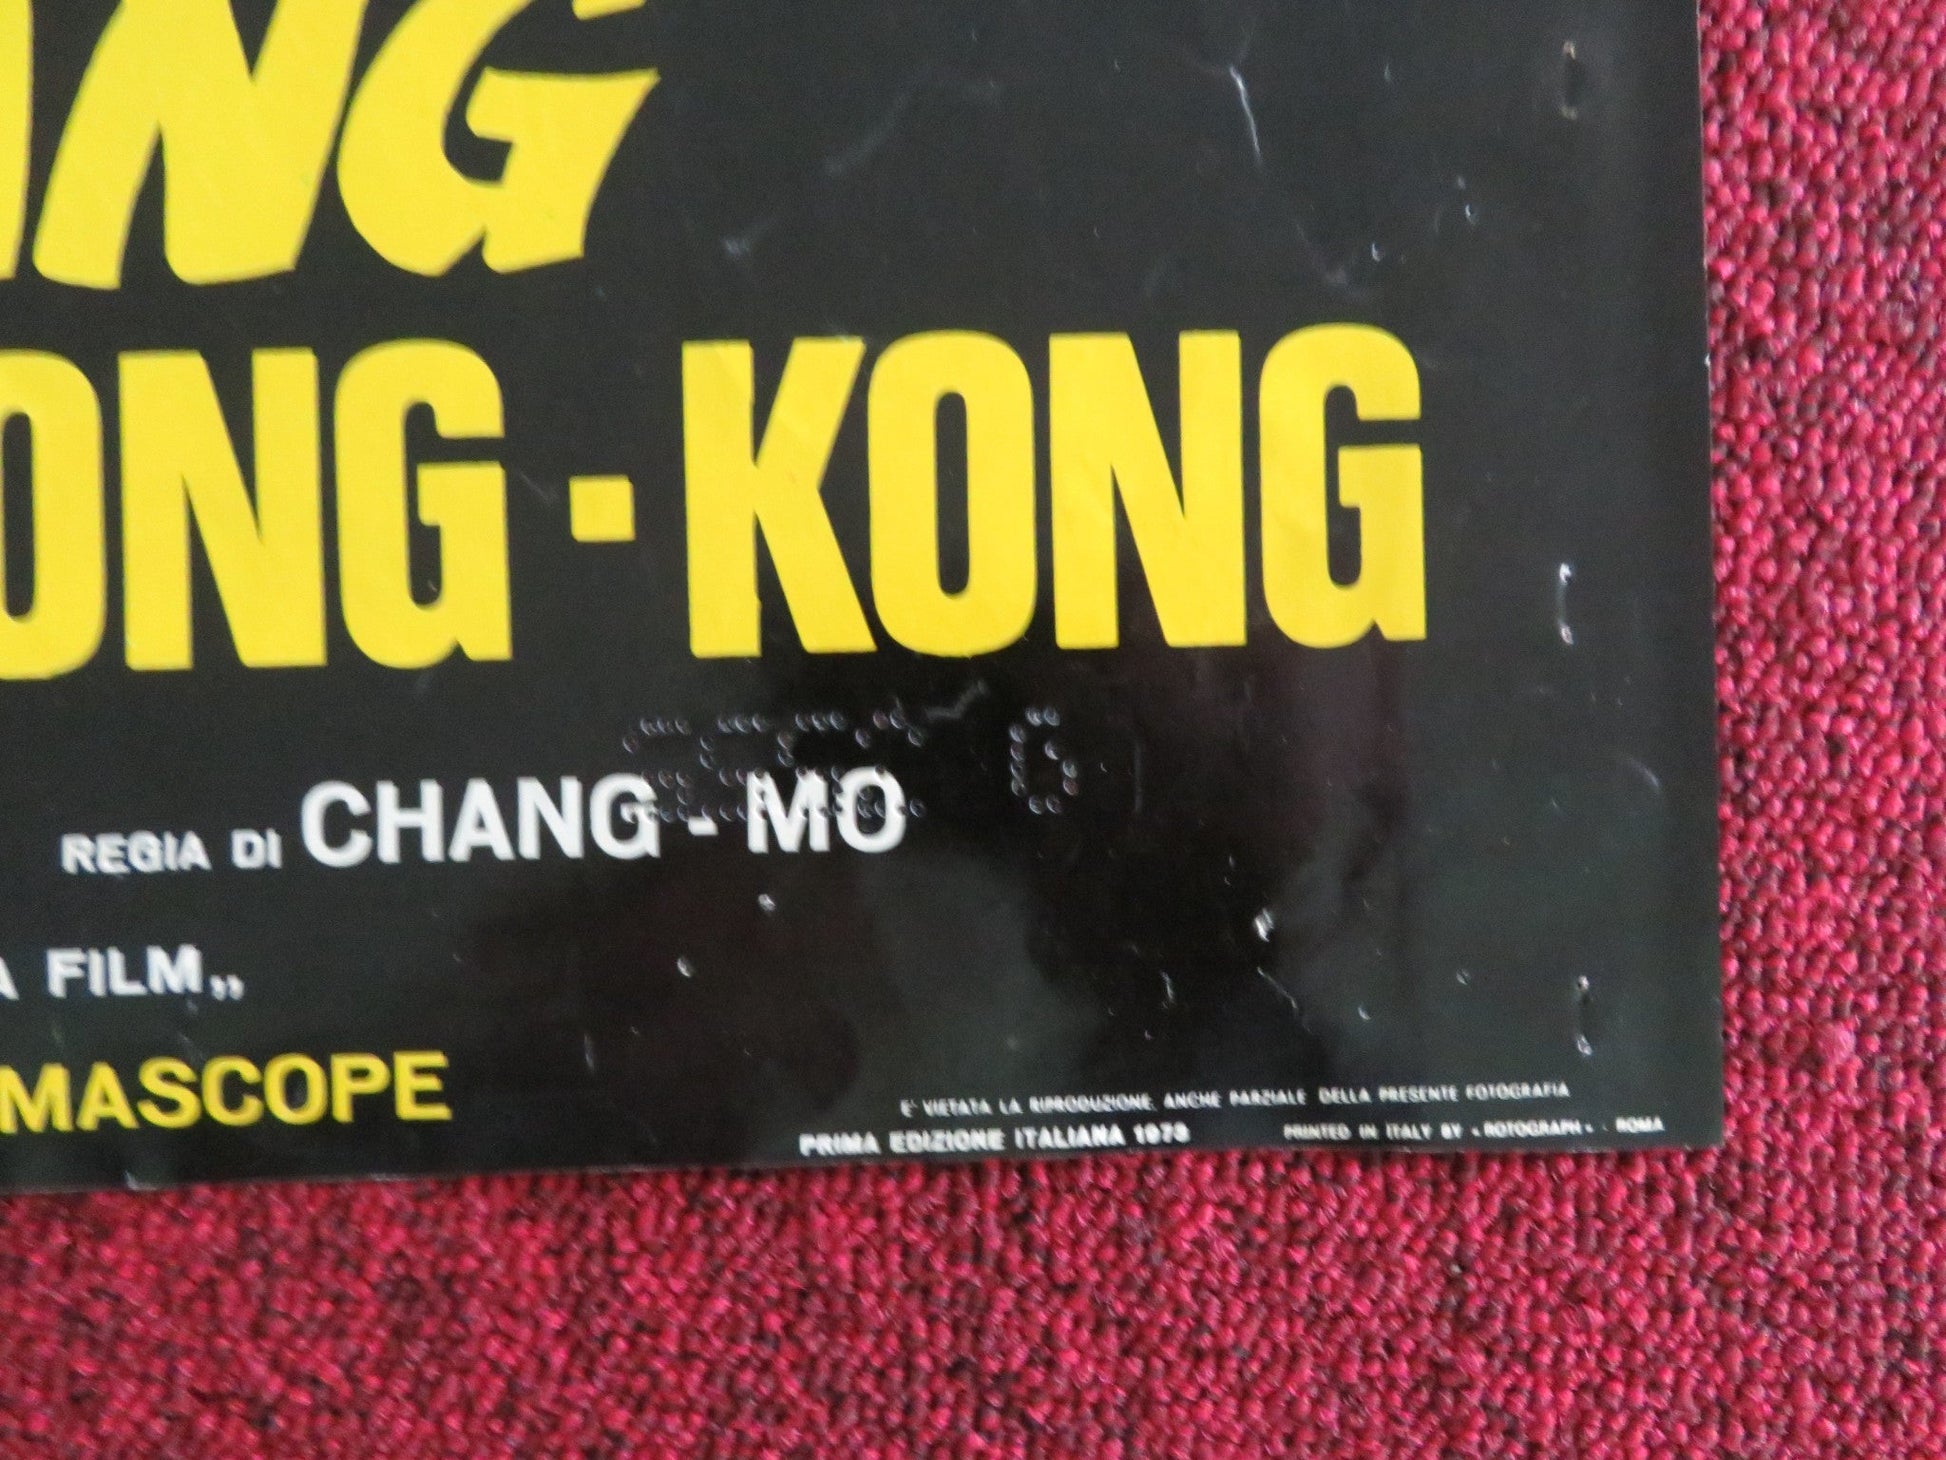 NG
ONG-KONG
REGIA DI CHANG-MO
A FILM„
MASCOPE
E' VIETATA LA RIPRODUZIONE, ANCHE PARZIALE DELLA PRESENTE FOTOGRAFIA
PRIMA EDIZIONE ITALIANA 1973 PRINTED IN ITALY BY «ROTOGRAPH» - ROMA